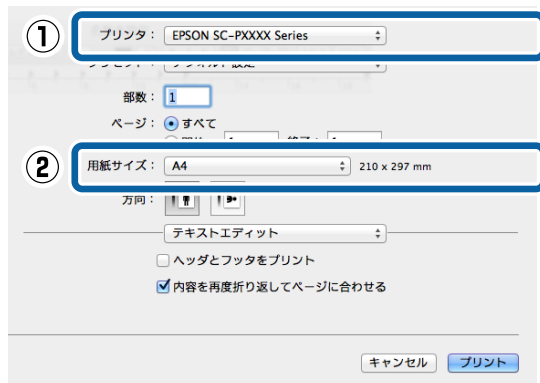 ① プリンタ： EPSON SC-PXXXX Series
部数： 1
ページ： すべて
② 用紙サイズ： A4 210 x 297 mm
方向：
テキストエディット
ヘッダとフッタをプリント
内容を再度折り返してページに合わせる
キャンセル プリント